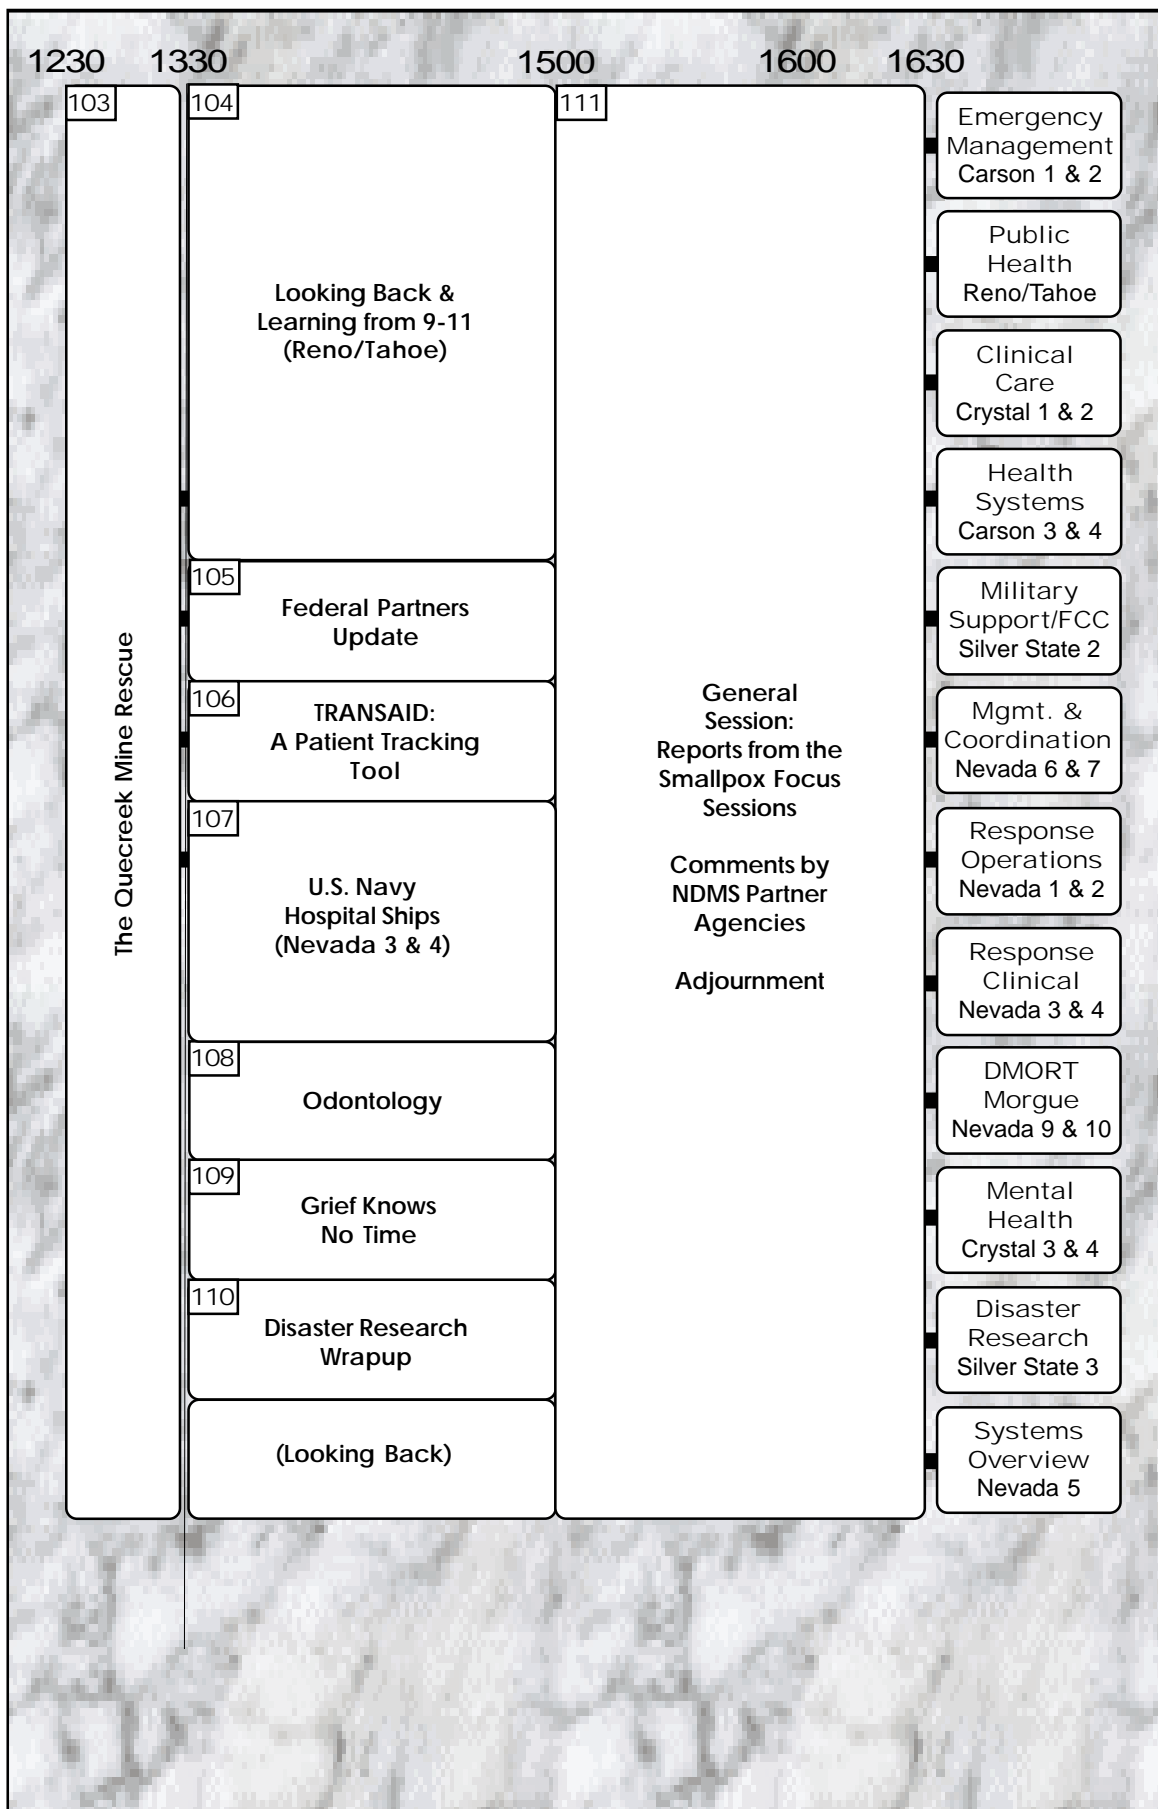 1230 1330 1500 1600 1630
103
The Quecreek Mine Rescue
104
Looking Back &
Learning from 9-11
(Reno/Tahoe)
105
Federal Partners
Update
106
TRANSAID:
A Patient Tracking
Tool
107
U.S. Navy
Hospital Ships
(Nevada 3 & 4)
108
Odontology
109
Grief Knows
No Time
110
Disaster Research
Wrapup
(Looking Back)
111
General
Session:
Reports from the
Smallpox Focus
Sessions
Comments by
NDMS Partner
Agencies
Adjournment
Emergency
Management
Carson 1 & 2
Public
Health
Reno/Tahoe
Clinical
Care
Crystal 1 & 2
Health
Systems
Carson 3 & 4
Military
Support/FCC
Silver State 2
Mgmt. &
Coordination
Nevada 6 & 7
Response
Operations
Nevada 1 & 2
Response
Clinical
Nevada 3 & 4
DMORT
Morgue
Nevada 9 & 10
Mental
Health
Crystal 3 & 4
Disaster
Research
Silver State 3
Systems
Overview
Nevada 5